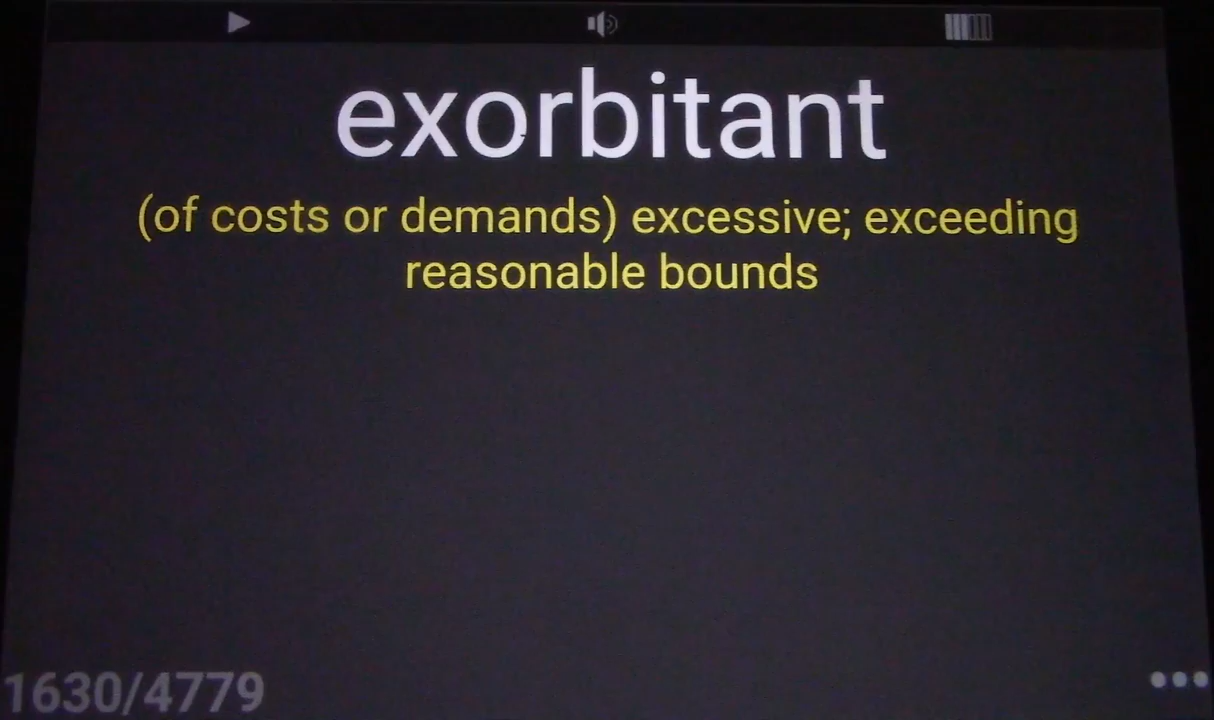 exorbitant
(of costs or demands) excessive; exceeding
reasonable bounds
1630/4779